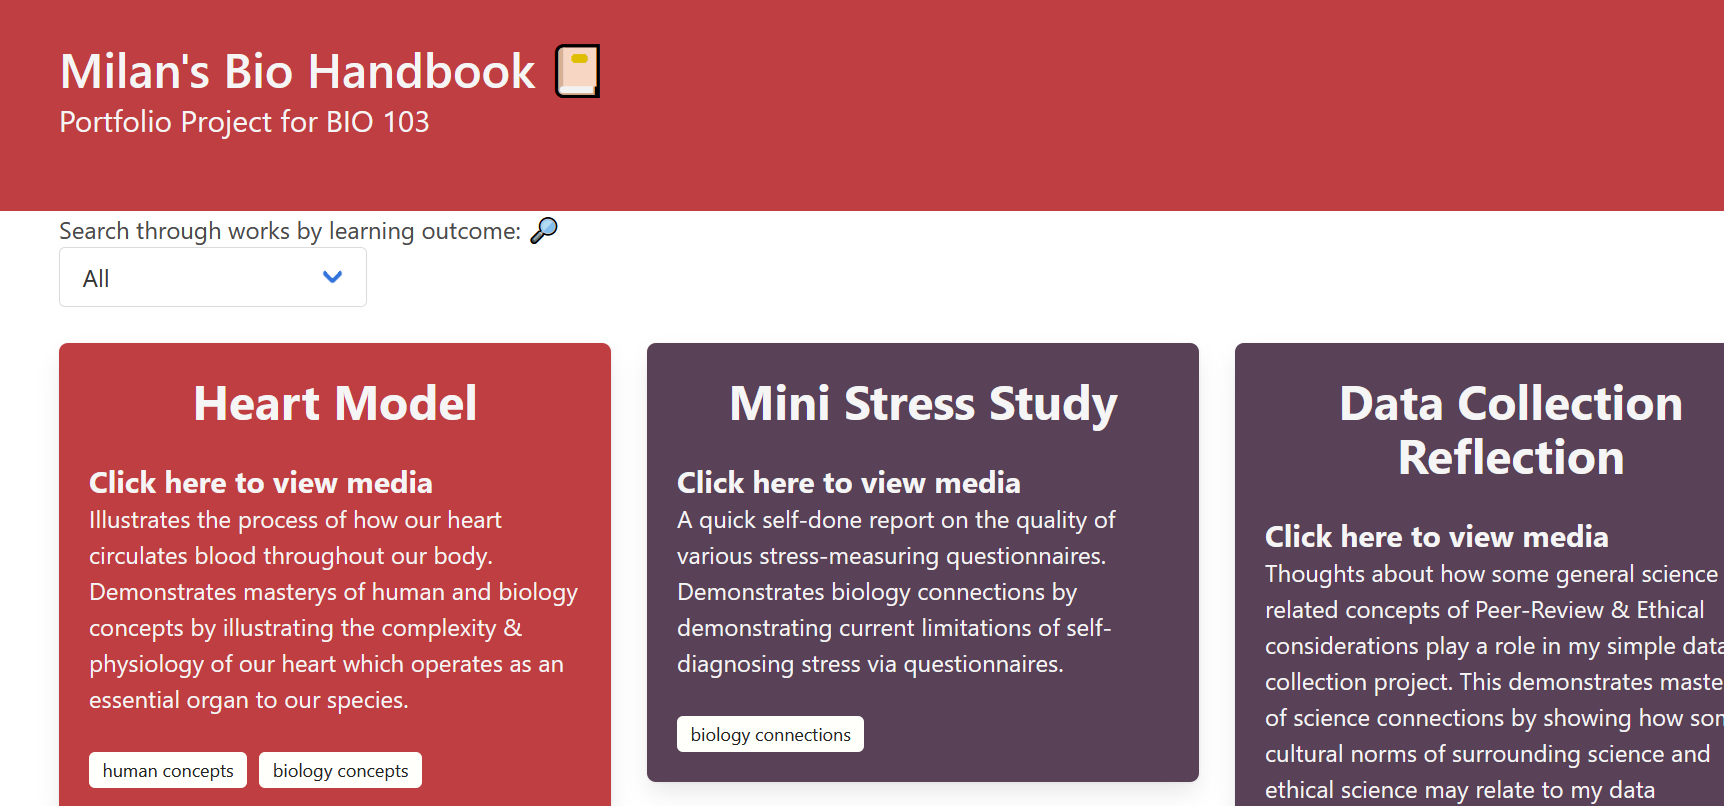 Milan's Bio Handbook
Portfolio Project for BIO 103
Search through works by learning outcome:
All
Heart Model
Click here to view media
Illustrates the process of how our heart
circulates blood throughout our body.
Demonstrates masterys of human and biology
concepts by illustrating the complexity &
physiology of our heart which operates as an
essential organ to our species.
human concepts
biology concepts
Mini Stress Study
Click here to view media
A quick self-done report on the quality of
various stress-measuring questionnaires.
Demonstrates biology connections by
demonstrating current limitations of self-
diagnosing stress via questionnaires.
biology connections
Data Collection
Reflection
Click here to view media
Thoughts about how some general science
related concepts of Peer-Review & Ethical
considerations play a role in my simple data
collection project. This demonstrates
of science connections by showing how
cultural norms of surrounding science and
ethical science may relate to my data